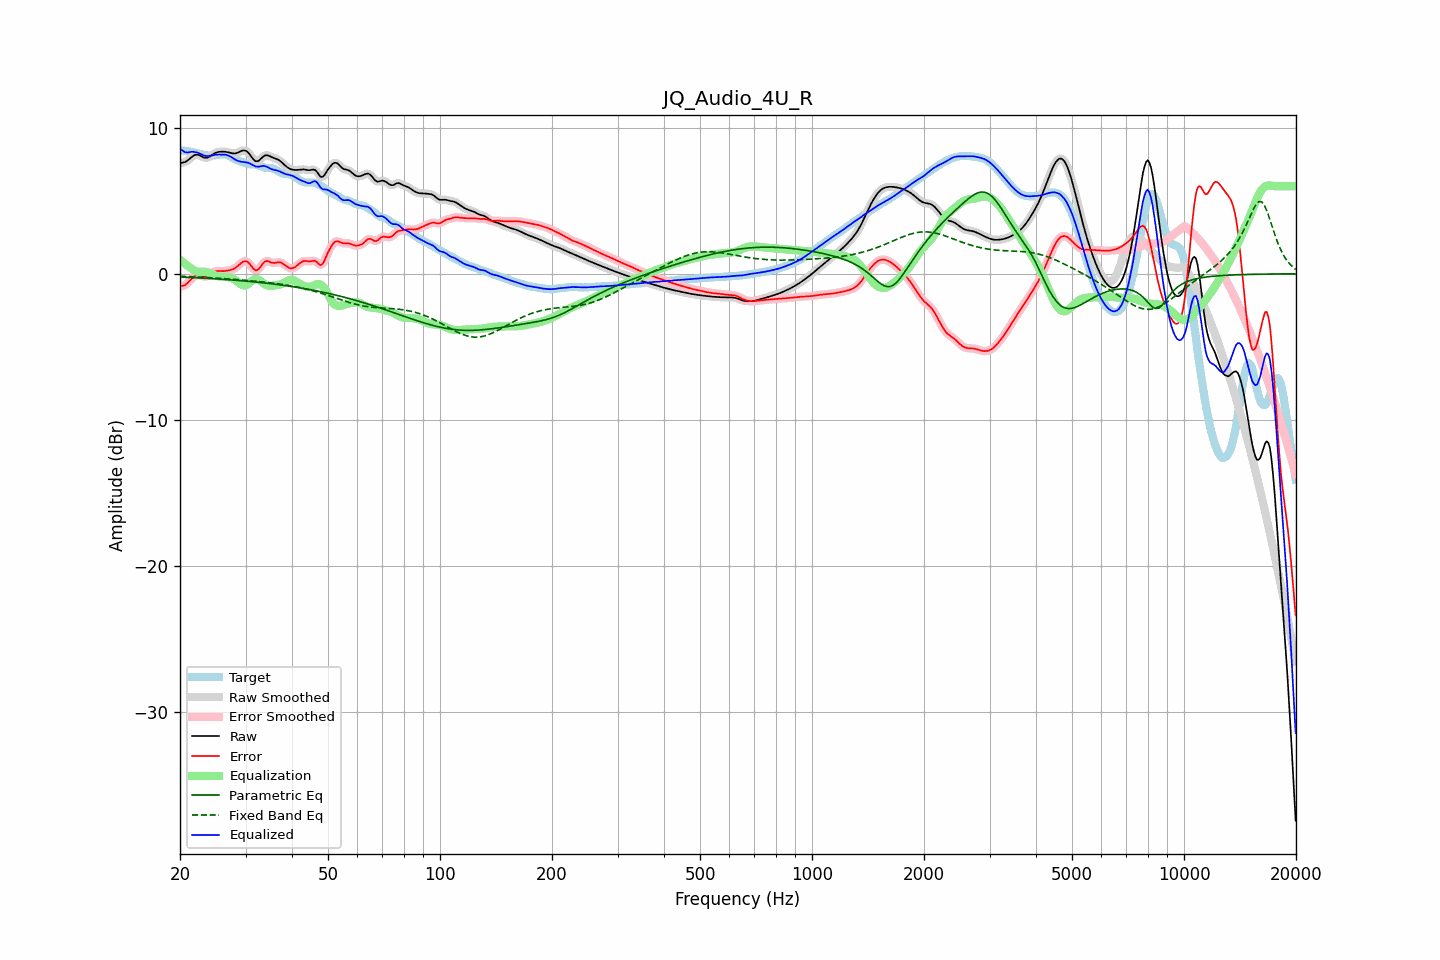 JQ_Audio_4U_R
10
0
−10
−20
−30
Amplitude (dBr)
Target
Raw Smoothed
Error Smoothed
Raw
Error
Equalization
Parametric Eq
Fixed Band Eq
Equalized
20 50 100 200 500 1000 2000 5000 10000 20000
Frequency (Hz)